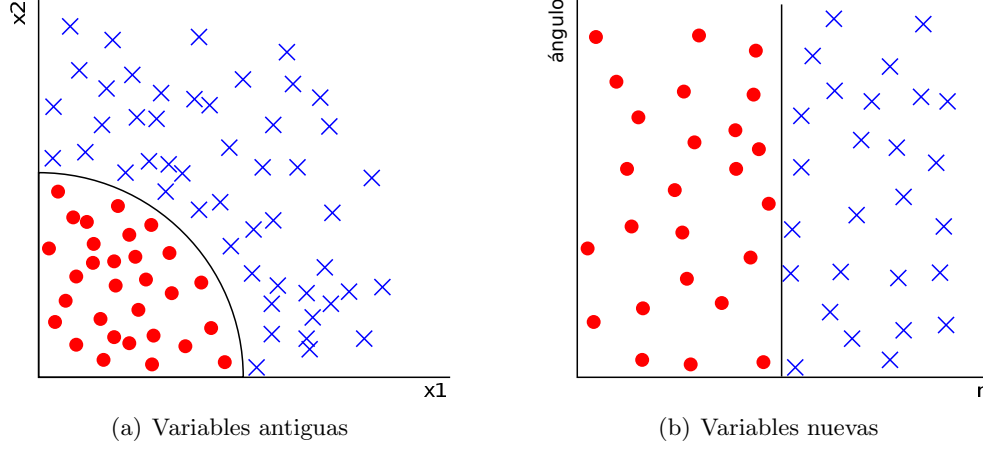 x2
ángulo
x1
r
(a) Variables antiguas
(b) Variables nuevas